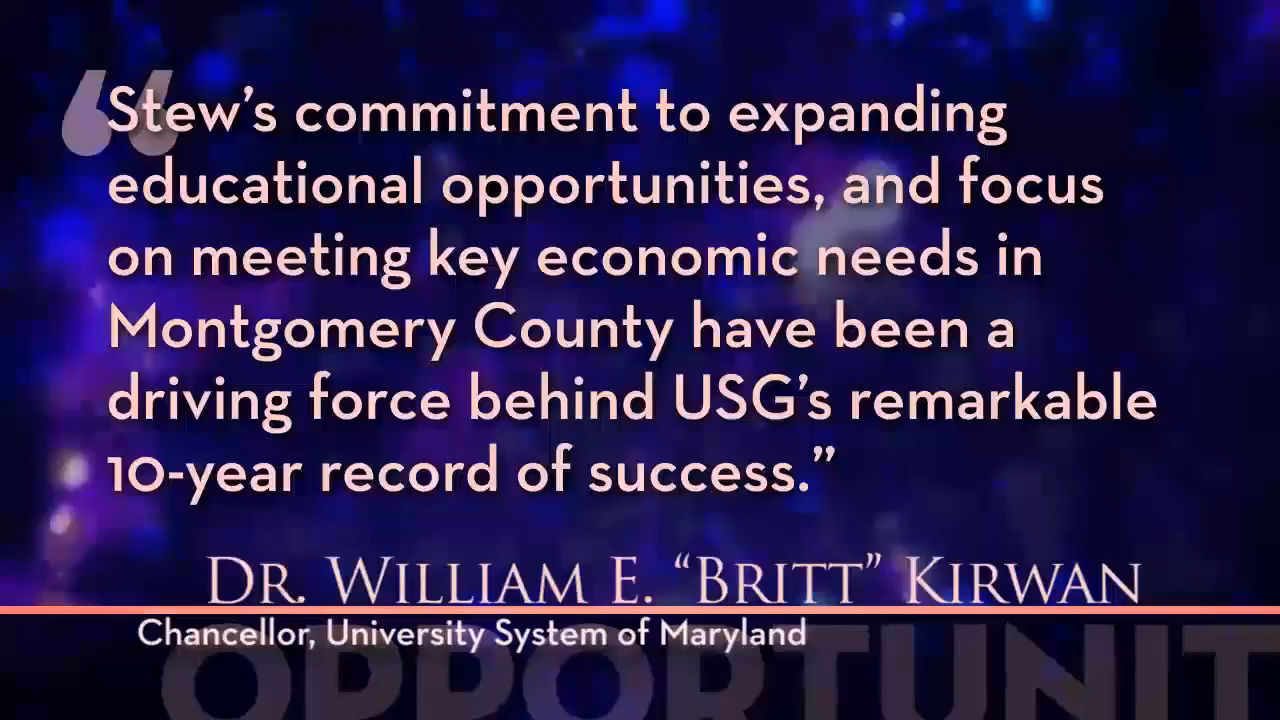 “Stew’s commitment to expanding
educational opportunities, and focus
on meeting key economic needs in
Montgomery County have been a
driving force behind USG’s remarkable
10-year record of success.”
DR. WILLIAM E. “BRITT” KIRWAN
Chancellor, University System of Maryland
OPPORTUNIT